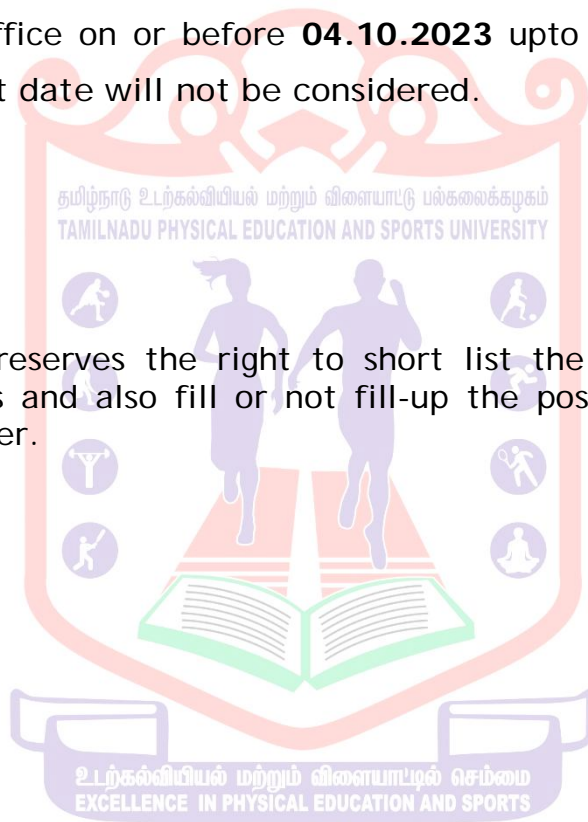 ffice on or before 04.10.2023 upto
t date will not be considered.
தமிழ்நாடு உடற்கல்வியியல் மற்றும் விளையாட்டு பல்கலைக்கழகம்
TAMILNADU PHYSICAL EDUCATION AND SPORTS UNIVERSITY
reserves the right to short list the
s and also fill or not fill-up the pos
er.
உடற்கல்வியியல் மற்றும் விளையாட்டில் செம்மை
EXCELLENCE IN PHYSICAL EDUCATION AND SPORTS